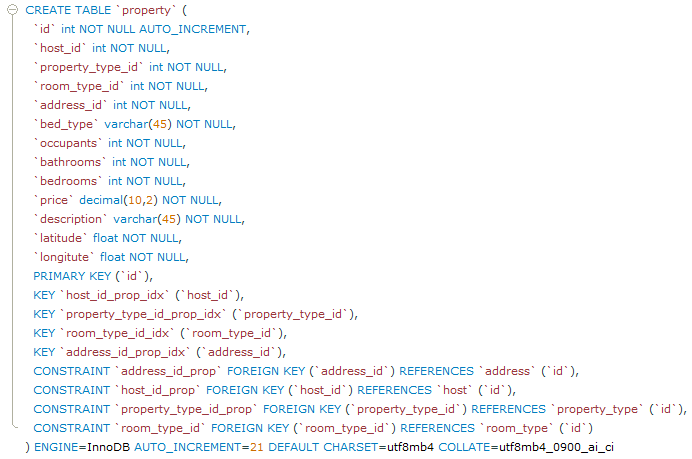 CREATE TABLE `property` (
`id` int NOT NULL AUTO_INCREMENT,
`host_id` int NOT NULL,
`property_type_id` int NOT NULL,
`room_type_id` int NOT NULL,
`address_id` int NOT NULL,
`bed_type` varchar(45) NOT NULL,
`occupants` int NOT NULL,
`bathrooms` int NOT NULL,
`bedrooms` int NOT NULL,
`price` decimal(10,2) NOT NULL,
`description` varchar(45) NOT NULL,
`latitude` float NOT NULL,
`longitute` float NOT NULL,
PRIMARY KEY (`id`),
KEY `host_id_prop_idx` (`host_id`),
KEY `property_type_id_prop_idx` (`property_type_id`),
KEY `room_type_id_idx` (`room_type_id`),
KEY `address_id_prop_idx` (`address_id`),
CONSTRAINT `address_id_prop` FOREIGN KEY (`address_id`) REFERENCES `address` (`id`),
CONSTRAINT `host_id_prop` FOREIGN KEY (`host_id`) REFERENCES `host` (`id`),
CONSTRAINT `property_type_id_prop` FOREIGN KEY (`property_type_id`) REFERENCES `property_type` (`id`),
CONSTRAINT `room_type_id` FOREIGN KEY (`room_type_id`) REFERENCES `room_type` (`id`)
) ENGINE=InnoDB AUTO_INCREMENT=21 DEFAULT CHARSET=utf8mb4 COLLATE=utf8mb4_0900_ai_ci